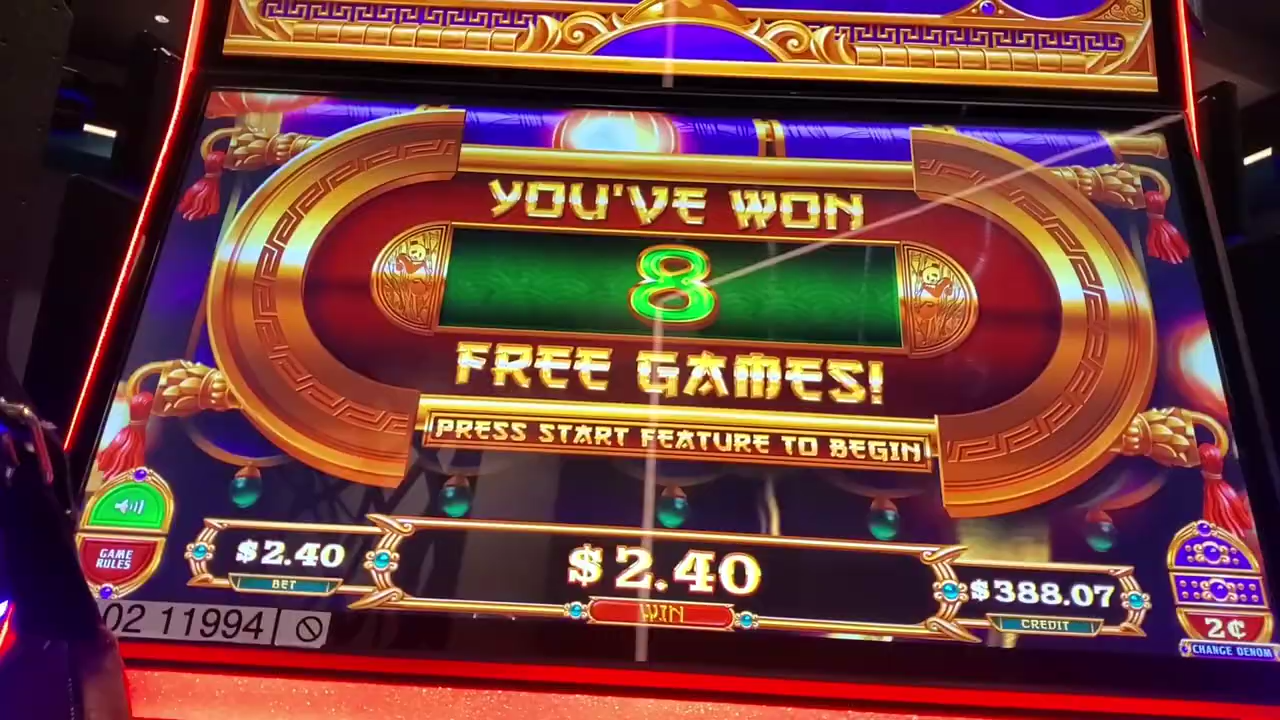 YOU'VE WON
8
FREE GAMES!
PRESS START FEATURE TO BEGIN
GAME
RULES
$2.40
BET
$2.40
WIN
$388.07
CREDIT
2¢
CHANGE DENOM
02 11994